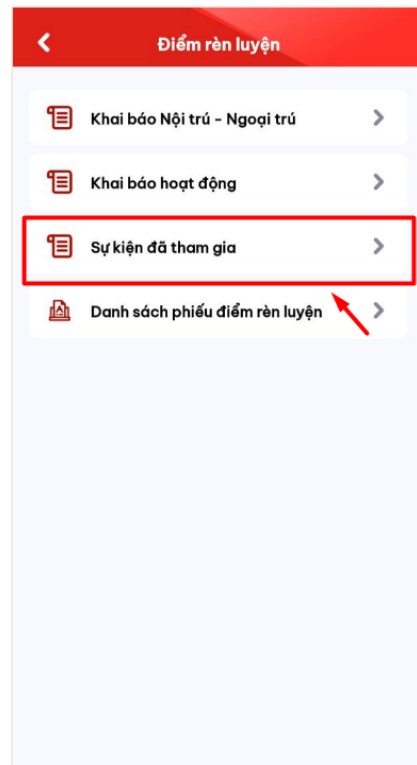 Điểm rèn luyện
Khai báo Nội trú - Ngoại trú
Khai báo hoạt động
Sự kiện đã tham gia
Danh sách phiếu điểm rèn luyện